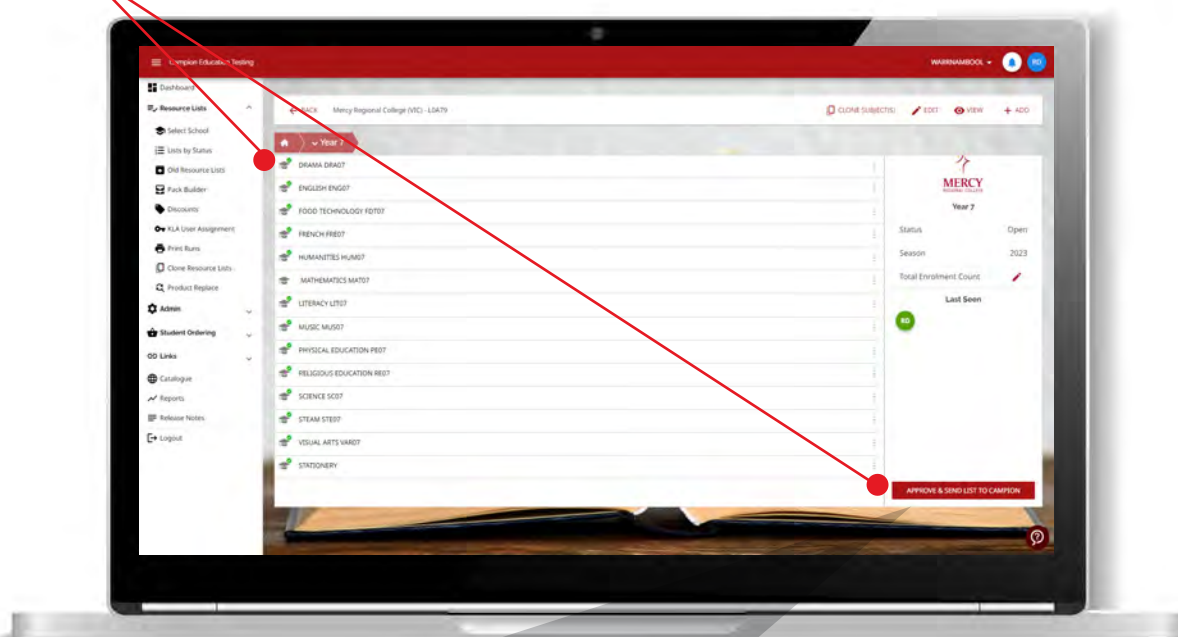 Campion Education Testing
WARRNAMBOOL
RD
Dashboard
Resource Lists
Select School
Lists by Status
Old Resource Lists
Pack Builder
Discounts
KLA User Assignment
Print Runs
Clone Resource Lists
Product Replace
Admin
Student Ordering
Links
Catalogue
Reports
Release Notes
Logout
BACK Mercy Regional College (VIC) - L0A79
CLONE SUBJECT(S) EDIT VIEW + ADD
Year 7
DRAMA DRA07
ENGLISH ENG07
FOOD TECHNOLOGY FDT07
FRENCH FRE07
HUMANITIES HUM07
MATHEMATICS MAT07
LITERACY LIT07
MUSIC MUS07
PHYSICAL EDUCATION PE07
RELIGIOUS EDUCATION RE07
SCIENCE SC07
STEAM STE07
VISUAL ARTS VAR07
STATIONERY
MERCY
REGIONAL COLLEGE
Year 7
Status Open
Season 2023
Total Enrolment Count
Last Seen
RD
APPROVE & SEND LIST TO CAMPION